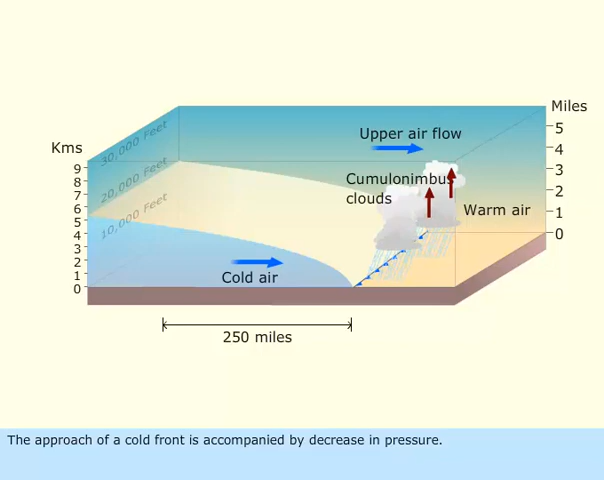 Miles
Upper air flow
Kms
30,000 Feet
20,000 Feet
10,000 Feet
9
8
7
6
5
4
3
2
1
0
5
4
3
2
1
0
Cumulonimbus
clouds
Warm air
Cold air
250 miles
The approach of a cold front is accompanied by decrease in pressure.